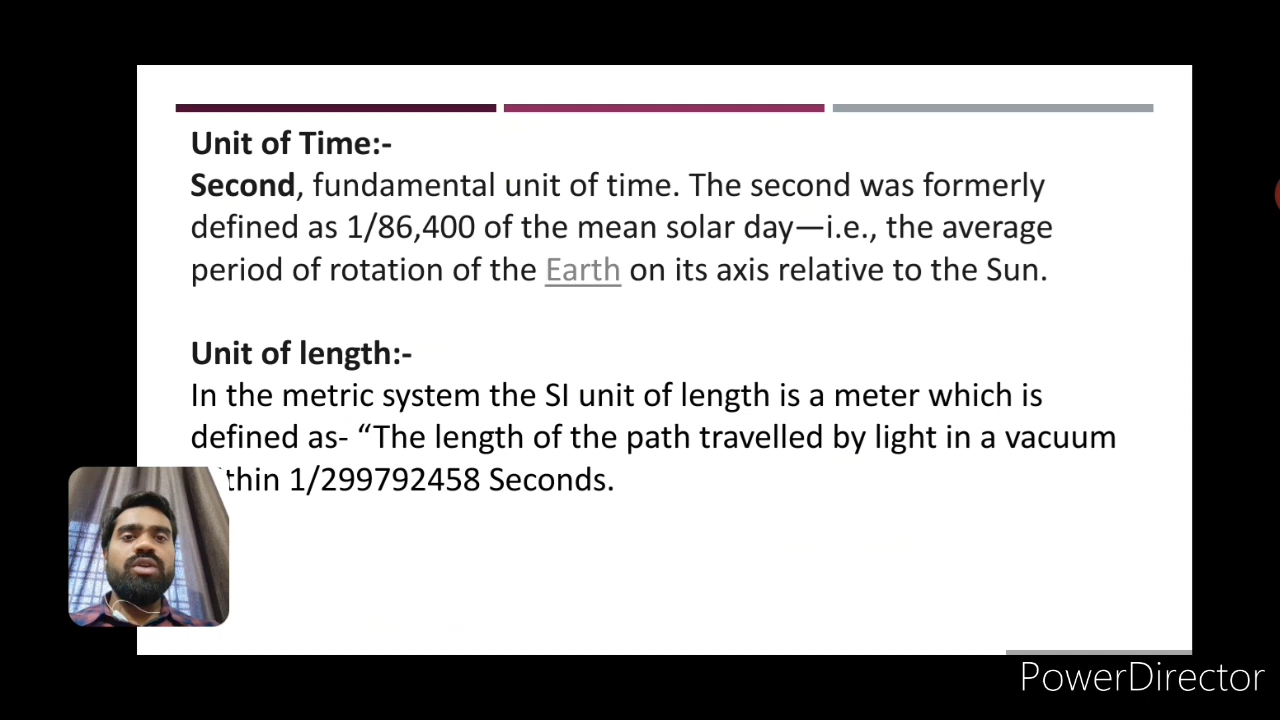 Unit of Time:-
Second, fundamental unit of time. The second was formerly
defined as 1/86,400 of the mean solar day—i.e., the average
period of rotation of the Earth on its axis relative to the Sun.
Unit of length:-
In the metric system the SI unit of length is a meter which is
defined as- “The length of the path travelled by light in a vacuum
1/299792458 Seconds.
PowerDirector